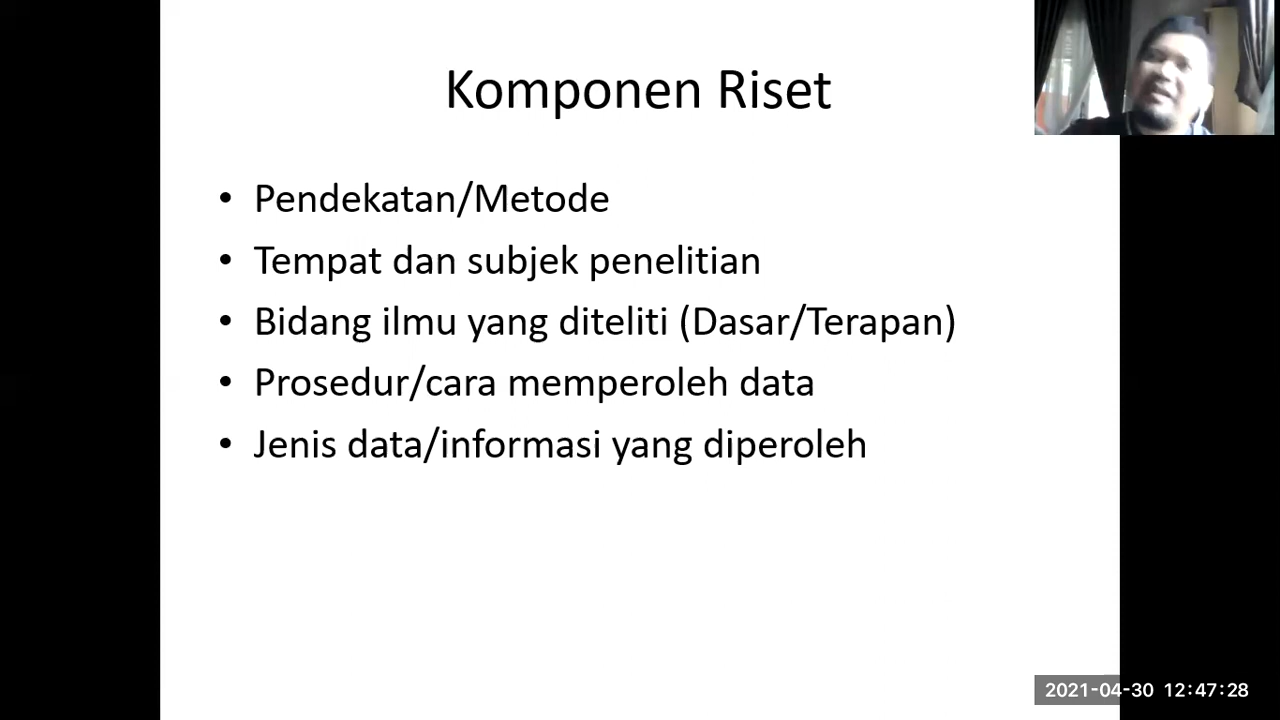 Komponen Riset
• Pendekatan/Metode
• Tempat dan subjek penelitian
• Bidang ilmu yang diteliti (Dasar/Terapan)
• Prosedur/cara memperoleh data
• Jenis data/informasi yang diperoleh
2021-04-30 12:47:28